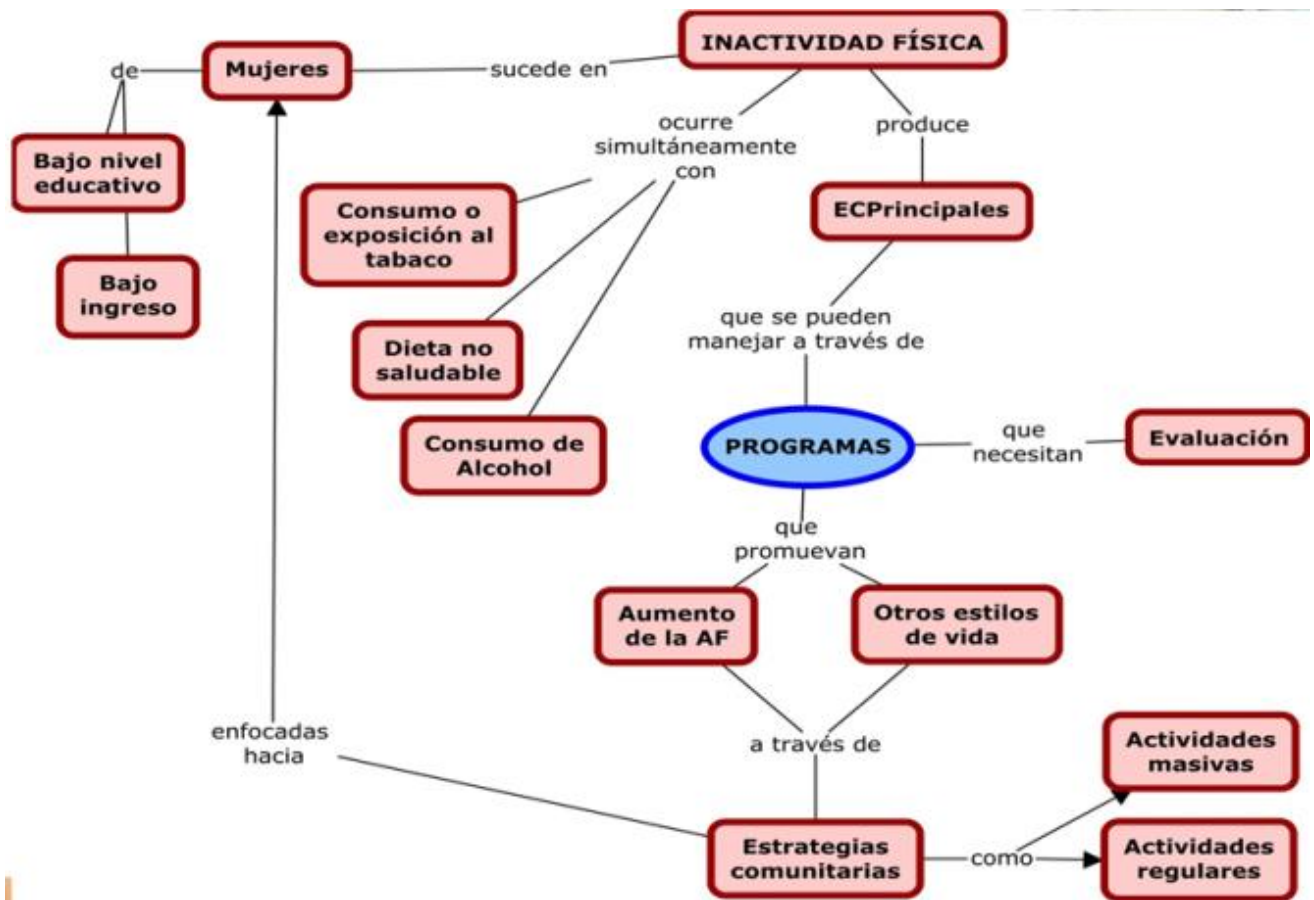 INACTIVIDAD FÍSICA
sucede en
Mujeres
de
Bajo nivel
educativo
Bajo
ingreso
ocurre
simultáneamente
con
Consumo o
exposición al
tabaco
Dieta no
saludable
Consumo de
Alcohol
produce
ECPrincipales
que se pueden
manejar a través de
PROGRAMAS
que
necesitan
Evaluación
que
promuevan
Aumento
de la AF
Otros estilos
de vida
a través de
Estrategias
comunitarias
enfocadas
hacia
como
Actividades
masivas
Actividades
regulares